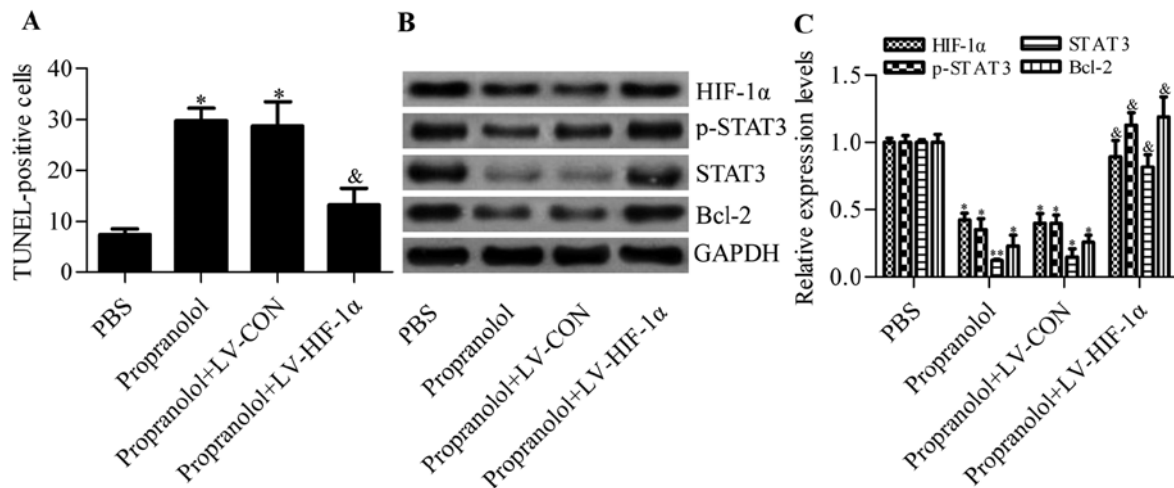 A
TUNEL-positive cells
40
30
20
10
0
*
*
&
PBS
Propranolol
Propranolol+LV-CON
Propranolol+LV-HIF-1α
B
HIF-1α
p-STAT3
STAT3
Bcl-2
GAPDH
PBS
Propranolol
Propranolol+LV-CON
Propranolol+LV-HIF-1α
C
HIF-1α STAT3
p-STAT3 Bcl-2
Relative expression levels
1.5
1.0
0.5
0.0
* * ** *
* * * *
& & & &
PBS
Propranolol
Propranolol+LV-CON
Propranolol+LV-HIF-1α